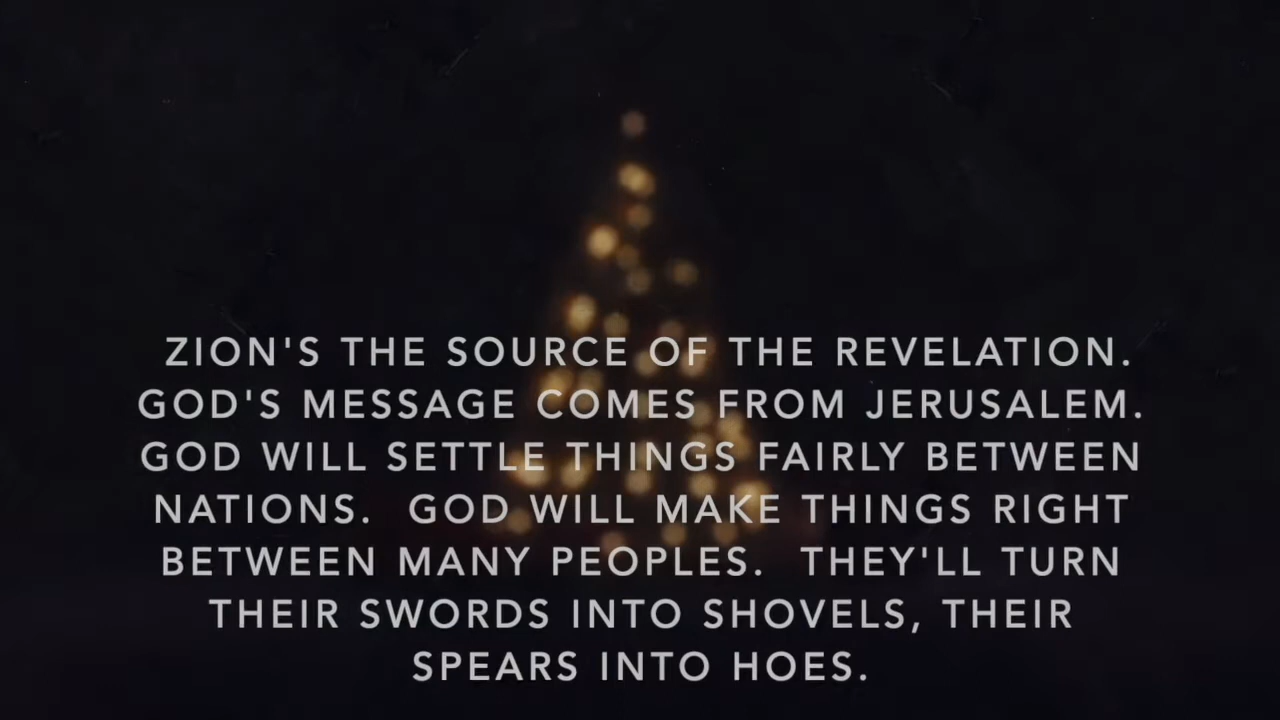 ZION'S THE SOURCE OF THE REVELATION.
GOD'S MESSAGE COMES FROM JERUSALEM.
GOD WILL SETTLE THINGS FAIRLY BETWEEN
NATIONS.  GOD WILL MAKE THINGS RIGHT
BETWEEN MANY PEOPLES.  THEY'LL TURN
THEIR SWORDS INTO SHOVELS, THEIR
SPEARS INTO HOES.